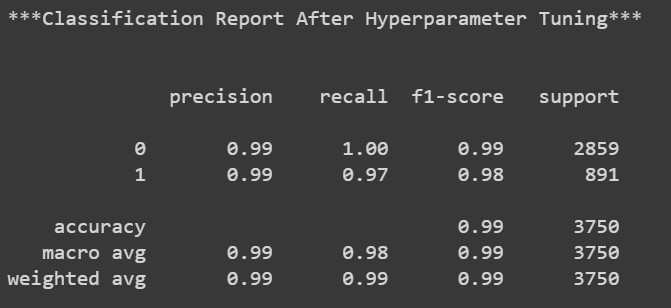 ***Classification Report After Hyperparameter Tuning***
precision recall f1-score support
0 0.99 1.00 0.99 2859
1 0.99 0.97 0.98 891
accuracy 0.99 3750
macro avg 0.99 0.98 0.99 3750
weighted avg 0.99 0.99 0.99 3750